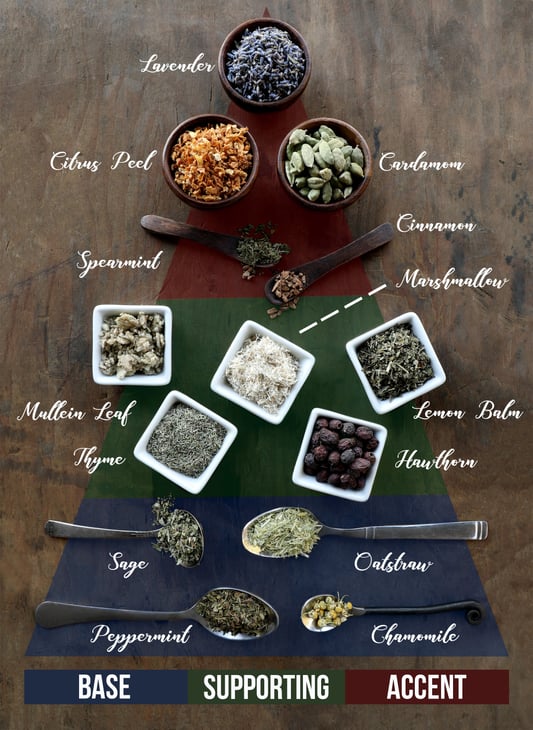 Lavender
Citrus Peel
Cardamom
Cinnamon
Spearmint
Marshmallow
Mullein Leaf
Lemon Balm
Thyme
Hawthorn
Sage
Oatstraw
Peppermint
Chamomile
BASE
SUPPORTING
ACCENT